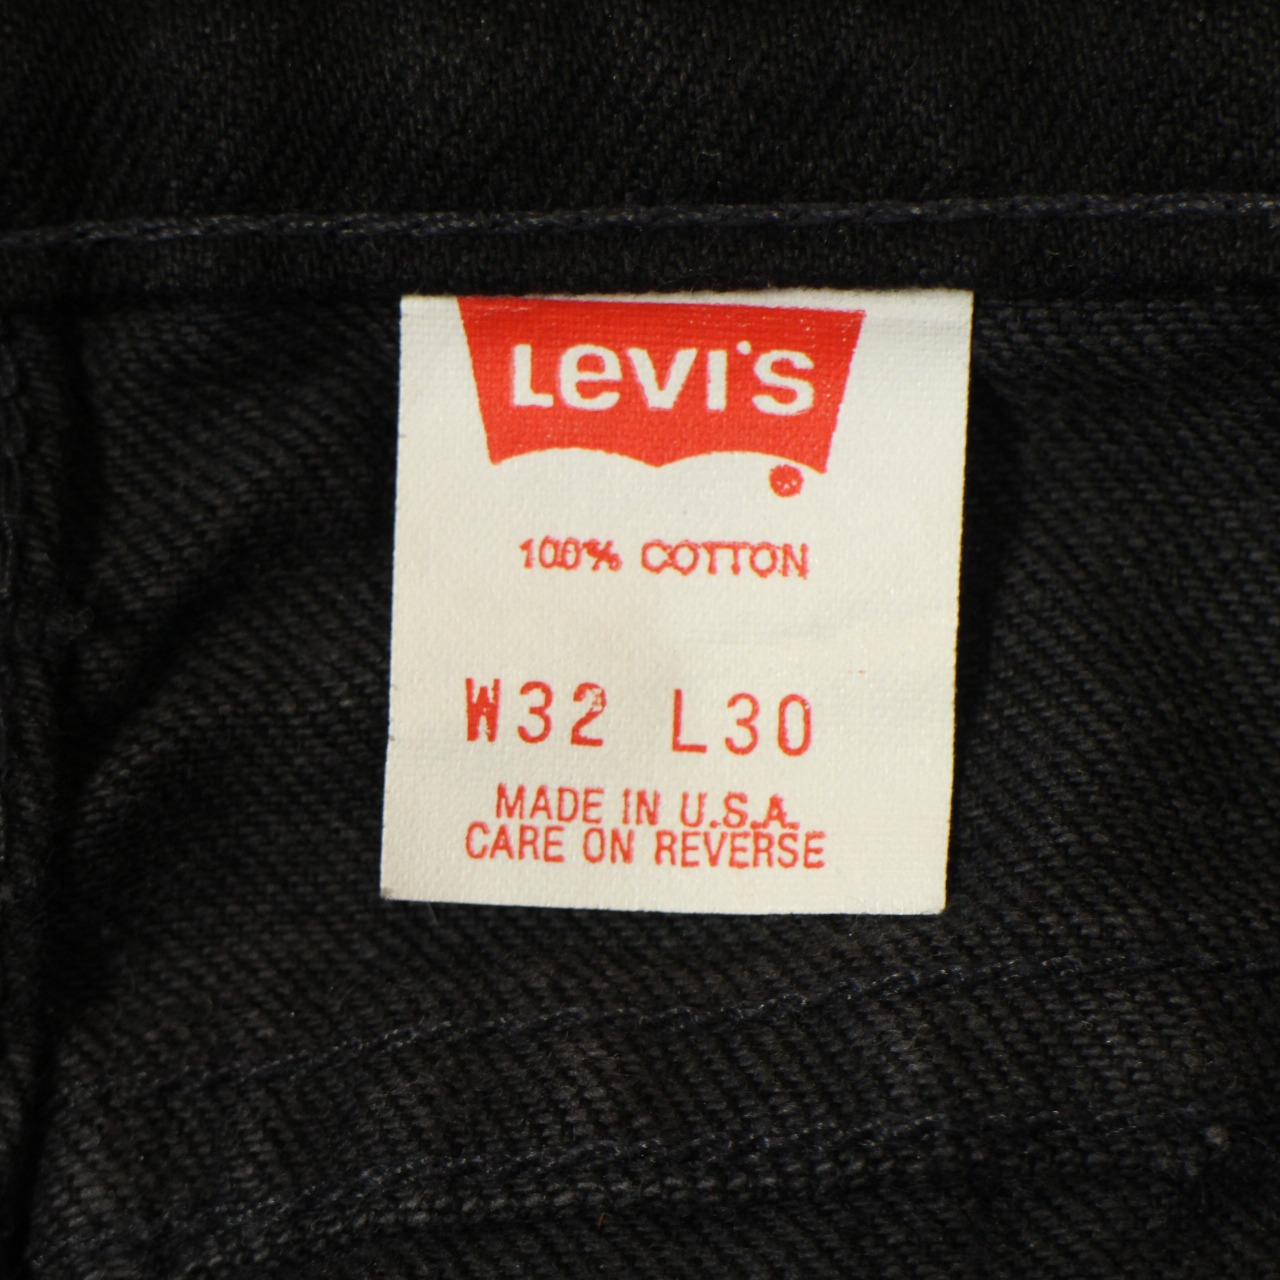 Levi's
®
100% COTTON
W32 L30
MADE IN U.S.A.
CARE ON REVERSE